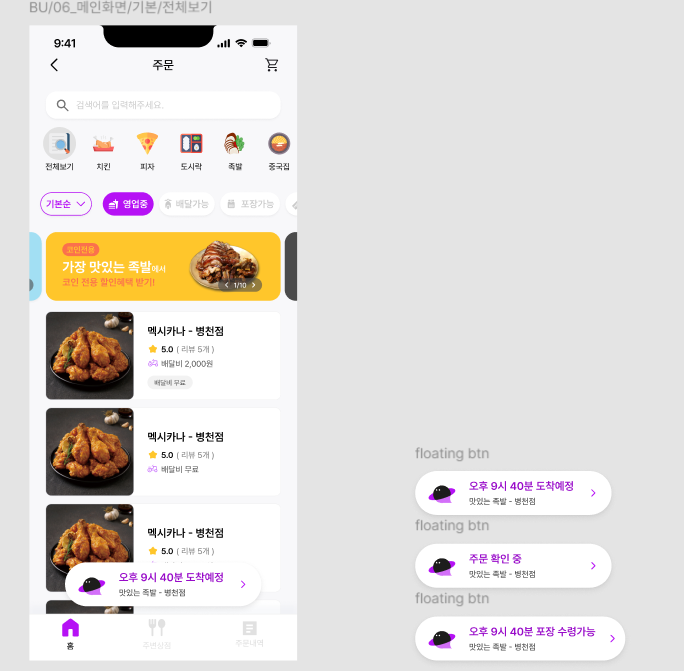 BU/06_메인화면/기본/전체보기
9:41
주문
검색어를 입력해주세요.
전체보기
치킨
피자
도시락
족발
중국집
기본순
영업중
배달가능
포장가능
코인전용
가장 맛있는 족발에서
코인 전용 할인혜택 받기!
1/10
멕시카나 - 병천점
5.0 ( 리뷰 5개 )
배달비 2,000원
배달비 무료
멕시카나 - 병천점
5.0 ( 리뷰 5개 )
배달비 무료
멕시카나 - 병천점
5.0 ( 리뷰 5개 )
오후 9시 40분 도착예정
맛있는 족발 - 병천점
홈
주변상점
주문내역
floating btn
오후 9시 40분 도착예정
맛있는 족발 - 병천점
floating btn
주문 확인 중
맛있는 족발 - 병천점
floating btn
오후 9시 40분 포장 수령가능
맛있는 족발 - 병천점